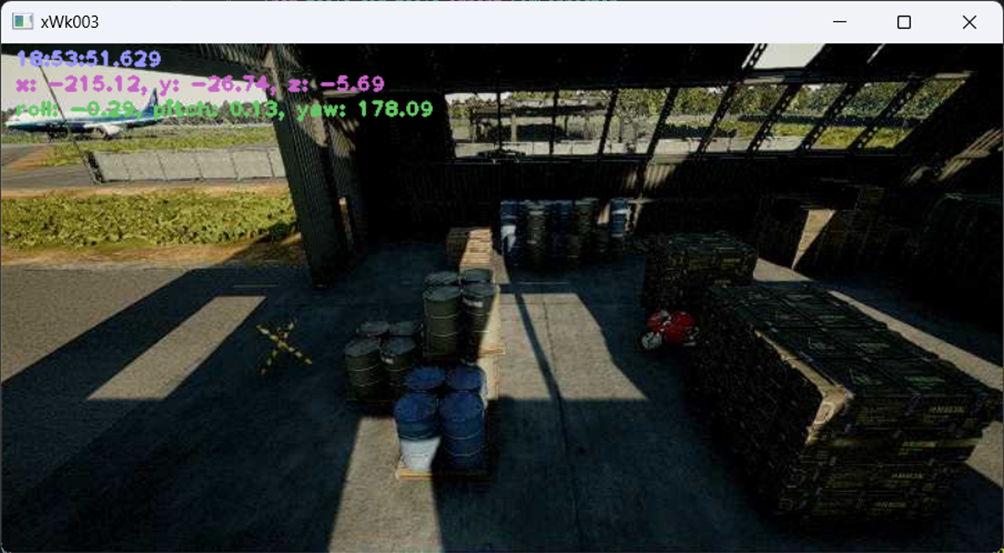 xWk003
18:53:51.629
x: -215.12, y: -26.74, z: -5.69
roll: -0.29, pitch: 0.13, yaw: 178.09